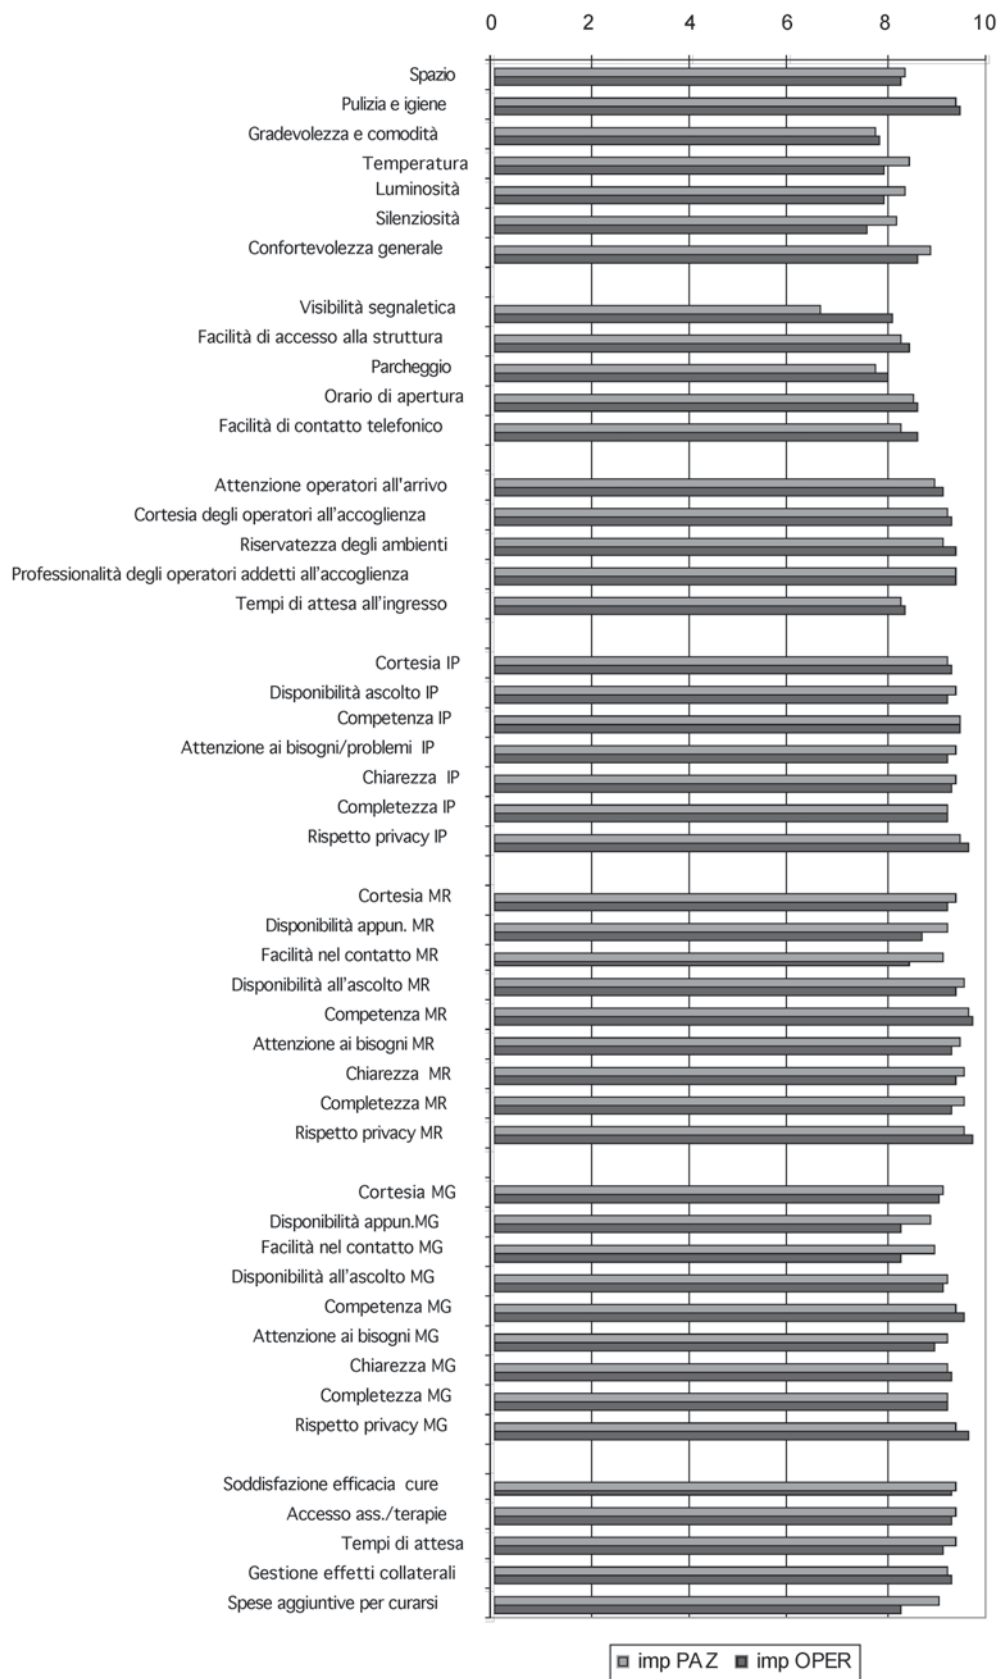 0 2 4 6 8 10
Spazio
Pulizia e igiene
Gradevolezza e comodità
Temperatura
Luminosità
Silenziosità
Confortevolezza generale
Visibilità segnaletica
Facilità di accesso alla struttura
Parcheggio
Orario di apertura
Facilità di contatto telefonico
Attenzione operatori all'arrivo
Cortesia degli operatori all'accoglienza
Riservatezza degli ambienti
Professionalità degli operatori addetti all'accoglienza
Tempi di attesa all'ingresso
Cortesia IP
Disponibilità ascolto IP
Competenza IP
Attenzione ai bisogni/problemi IP
Chiarezza IP
Completezza IP
Rispetto privacy IP
Cortesia MR
Disponibilità appun. MR
Facilità nel contatto MR
Disponibilità all'ascolto MR
Competenza MR
Attenzione ai bisogni MR
Chiarezza MR
Completezza MR
Rispetto privacy MR
Cortesia MG
Disponibilità appun.MG
Facilità nel contatto MG
Disponibilità all'ascolto MG
Competenza MG
Attenzione ai bisogni MG
Chiarezza MG
Completezza MG
Rispetto privacy MG
Soddisfazione efficacia cure
Accesso ass./terapie
Tempi di attesa
Gestione effetti collaterali
Spese aggiuntive per curarsi
imp PAZ imp OPER